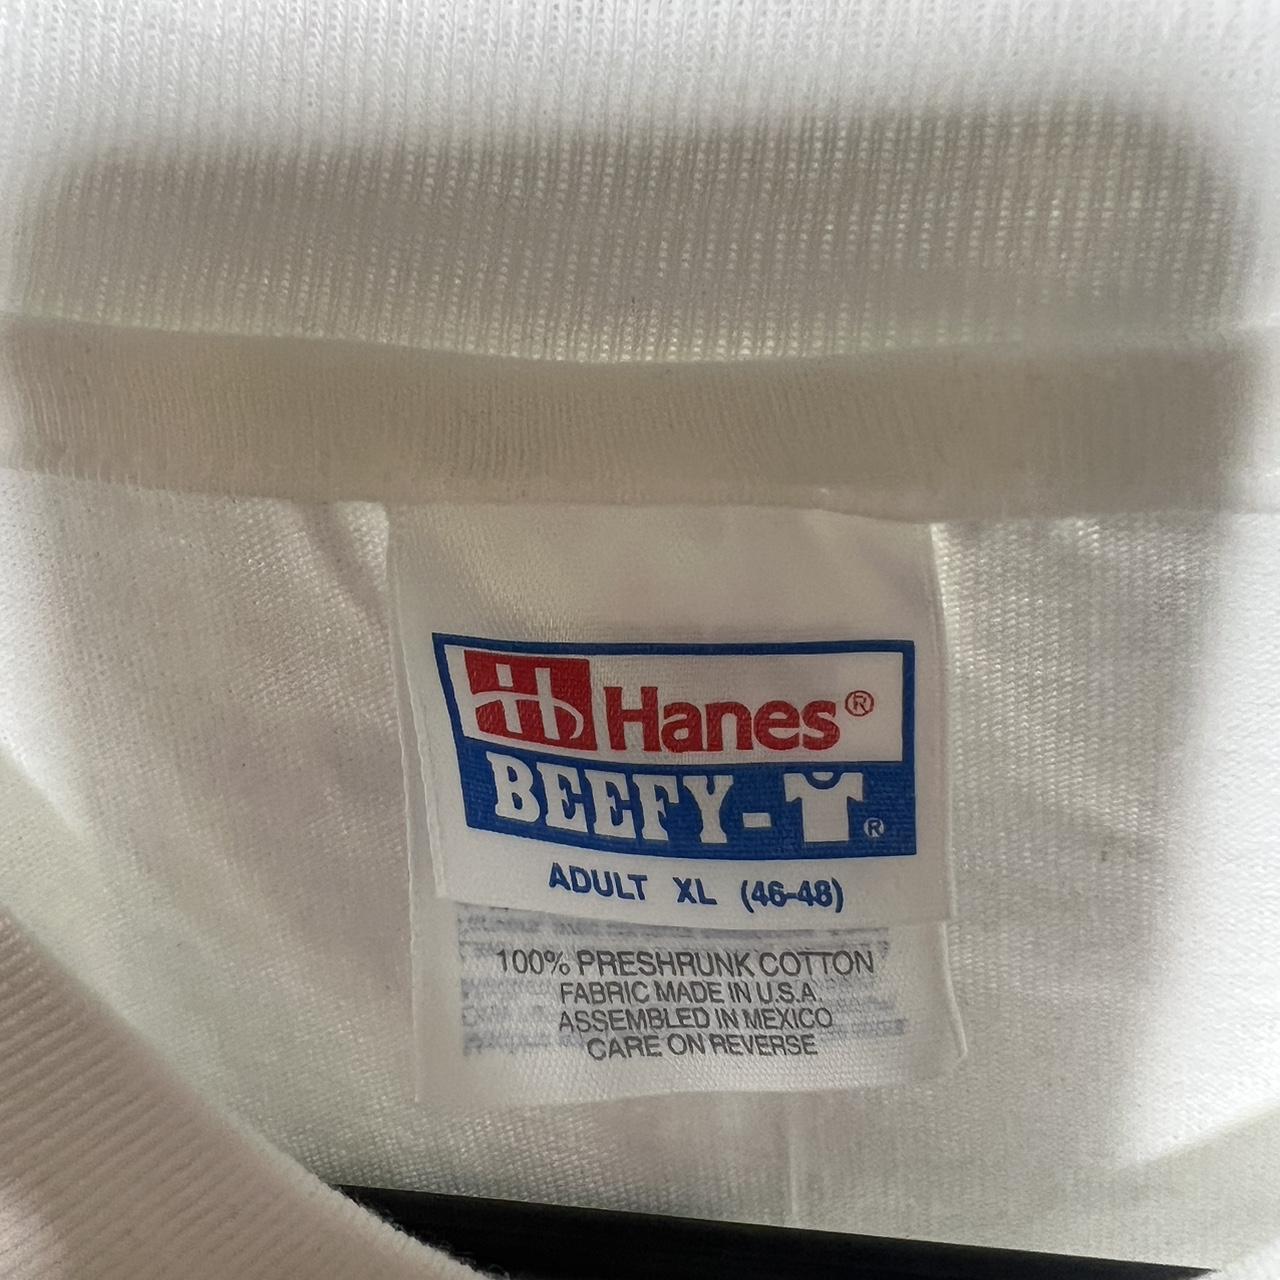 Hanes®
BEEFY-T®
ADULT XL (46-48)
100% PRESHRUNK COTTON
FABRIC MADE IN U.S.A.
ASSEMBLED IN MEXICO
CARE ON REVERSE